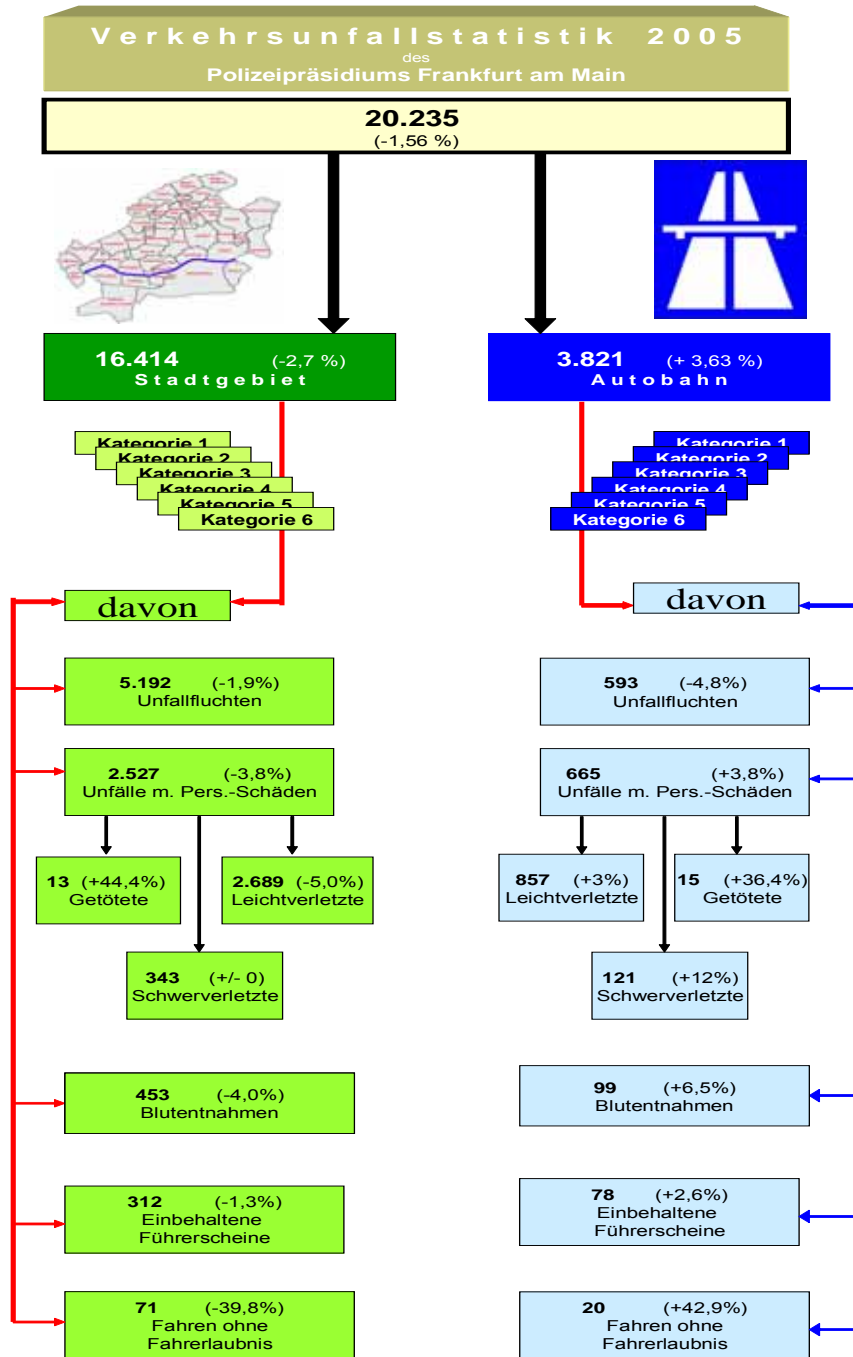 Verkehrsunfallstatistik 2005
des
Polizeipräsidiums Frankfurt am Main
20.235
(-1,56 %)
16.414 (-2,7 %)
Stadtgebiet
3.821 (+ 3,63 %)
Autobahn
Kategorie 1
Kategorie 2
Kategorie 3
Kategorie 4
Kategorie 5
Kategorie 6
Kategorie 1
Kategorie 2
Kategorie 3
Kategorie 4
Kategorie 5
Kategorie 6
davon
davon
5.192 (-1,9%)
Unfallfluchten
593 (-4,8%)
Unfallfluchten
2.527 (-3,8%)
Unfälle m. Pers.-Schäden
665 (+3,8%)
Unfälle m. Pers.-Schäden
13 (+44,4%)
Getötete
2.689 (-5,0%)
Leichtverletzte
857 (+3%)
Leichtverletzte
15 (+36,4%)
Getötete
343 (+/- 0)
Schwerverletzte
121 (+12%)
Schwerverletzte
453 (-4,0%)
Blutentnahmen
99 (+6,5%)
Blutentnahmen
312 (-1,3%)
Einbehaltene
Führerscheine
78 (+2,6%)
Einbehaltene
Führerscheine
71 (-39,8%)
Fahren ohne
Fahrerlaubnis
20 (+42,9%)
Fahren ohne
Fahrerlaubnis